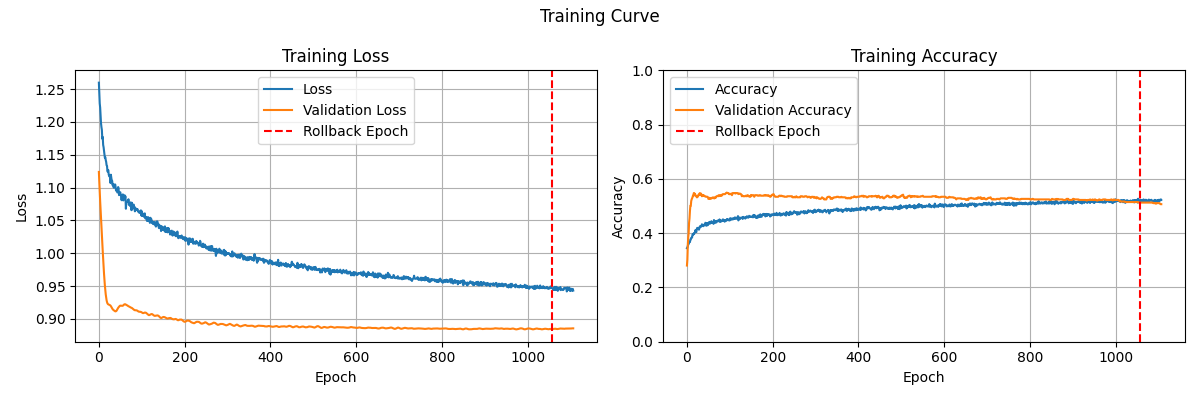 Training Curve
Training Loss
1.25
1.20
1.15
1.10
1.05
1.00
0.95
0.90
Loss
0 200 400 600 800 1000
Epoch
Loss
Validation Loss
Rollback Epoch
Training Accuracy
1.0
0.8
0.6
0.4
0.2
0.0
Accuracy
0 200 400 600 800 1000
Epoch
Accuracy
Validation Accuracy
Rollback Epoch